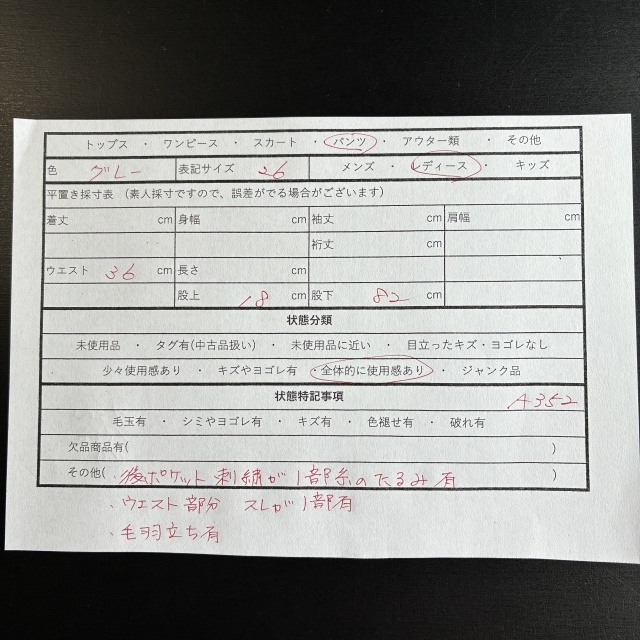 トップス ・ ワンピース ・ スカート ・ パンツ ・ アウター類 ・ その他
色 グレー 表記サイズ 26 メンズ ・ レディース ・ キッズ
平置き採寸表 (素人採寸ですので、誤差がでる場合がございます)
着丈 cm 身幅 cm 袖丈 cm 肩幅 cm
裄丈 cm
ウエスト 36 cm 長さ cm
股上 18 cm 股下 82 cm
状態分類
未使用品 ・ タグ有(中古品扱い) ・ 未使用品に近い ・ 目立ったキズ・ヨゴレなし
少々使用感あり ・ キズやヨゴレ有 ・全体的に使用感あり ・ ジャンク品
状態特記事項 A352
毛玉有 ・ シミやヨゴレ有 ・ キズ有 ・ 色褪せ有 ・ 破れ有
欠品商品有( )
その他( ・後ポケット 刺繍が1部糸のたるみ有 )
・ウエスト部分 スレが1部有
・毛羽立ち有